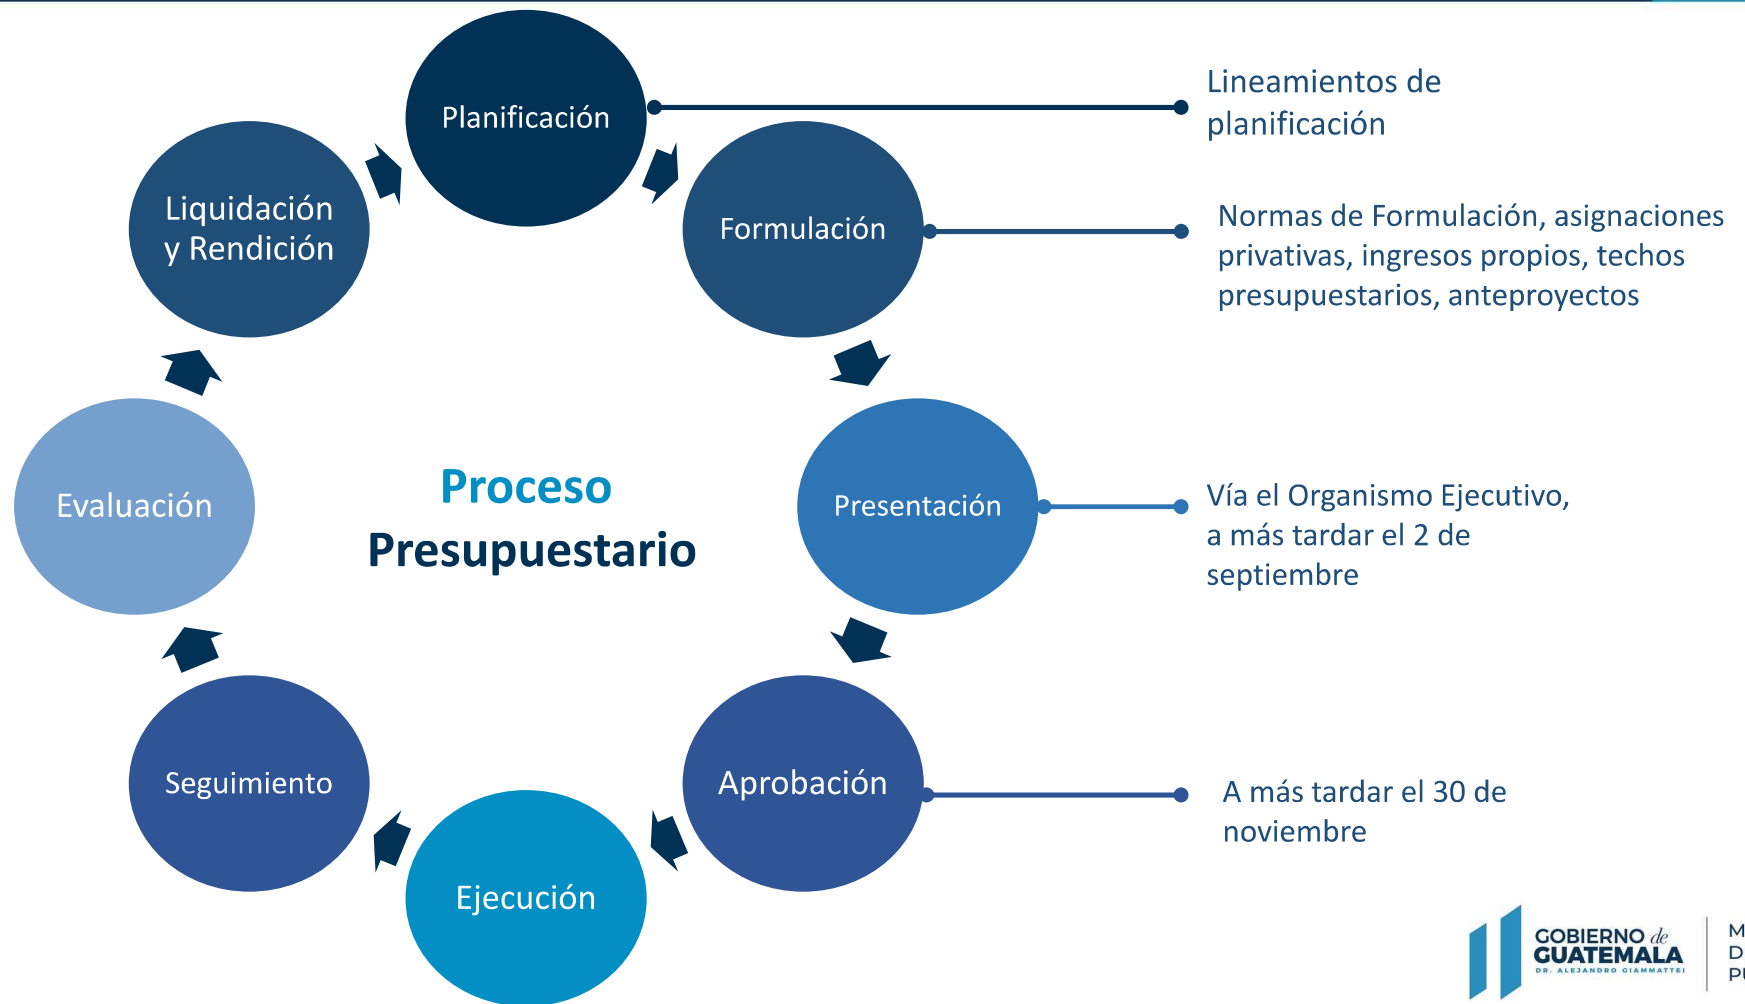 Planificación
Lineamientos de
planificación
Formulación
Normas de Formulación, asignaciones
privativas, ingresos propios, techos
presupuestarios, anteproyectos
Presentación
Vía el Organismo Ejecutivo,
a más tardar el 2 de
septiembre
Aprobación
A más tardar el 30 de
noviembre
Ejecución
Seguimiento
Evaluación
Liquidación
y Rendición
Proceso
Presupuestario
GOBIERNO de
GUATEMALA
DR. ALEJANDRO GIAMMATTEI